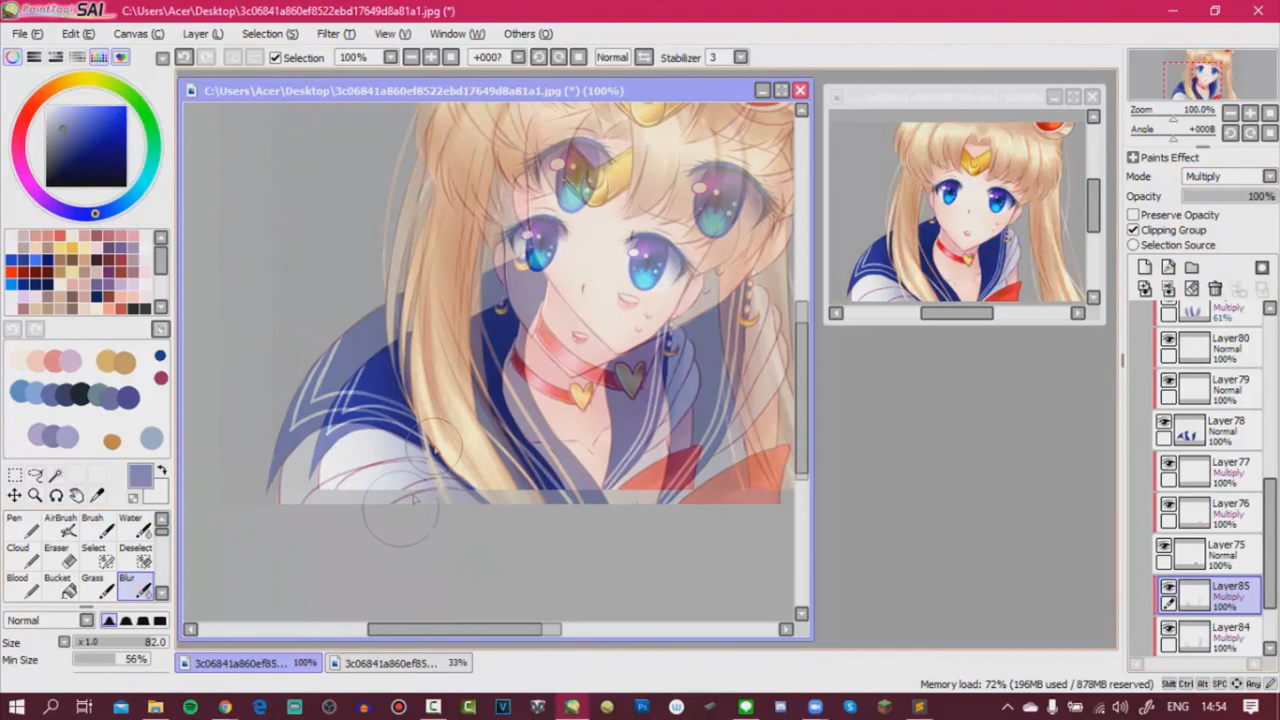 PaintTool SAI C:\Users\Acer\Desktop\3c06841a860ef8522ebd17649d8a81a1.jpg (*)
File (F) Edit (E) Canvas (C) Layer (L) Selection (S) Filter (T) View (V) Window (W) Others (O)
Selection 100% +000? Normal Stabilizer 3
C:\Users\Acer\Desktop\3c06841a860ef8522ebd17649d8a81a1.jpg (*) (100%)
Zoom 100.0%
Angle +000B
Paints Effect
Mode Multiply
Opacity 100%
Preserve Opacity
Clipping Group
Selection Source
Multiply
61%
Layer80
Normal
100%
Layer79
Normal
100%
Layer78
Normal
100%
Layer77
Multiply
100%
Layer76
Multiply
100%
Layer75
Normal
100%
Layer85
Multiply
100%
Layer84
Multiply
100%
Pen AirBrush Brush Water
Cloud Eraser Select Deselect
Blood Bucket Grass Blur
Normal
Size x 1.0 82.0
Min Size 56%
3c06841a860ef85... 100% 3c06841a860ef85... 33%
Memory load: 72% (196MB used / 878MB reserved) Shift Ctrl Alt SPC Any
ENG 14:54